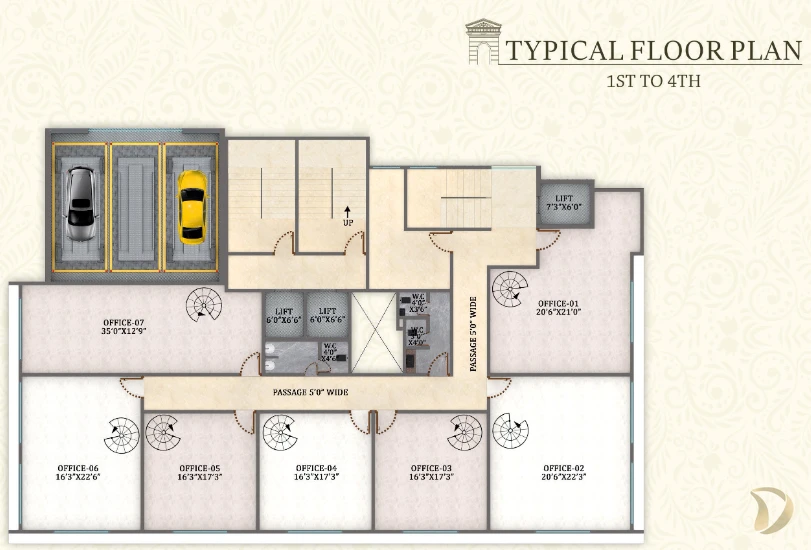 TYPICAL FLOOR PLAN
1ST TO 4TH
LIFT
7'3"X6'0"
UP
OFFICE-01
20'6"X21'0"
OFFICE-07
35'0"X12'9"
LIFT
6'0"X6'6"
LIFT
6'0"X6'6"
W.C
4'0"
X3'6"
W.C
X4'0"
W.C
4'0"
X4'6"
PASSAGE 5'0" WIDE
PASSAGE 5'0" WIDE
OFFICE-06
16'3"X22'6"
OFFICE-05
16'3"X17'3"
OFFICE-04
16'3"X17'3"
OFFICE-03
16'3"X17'3"
OFFICE-02
20'6"X22'3"